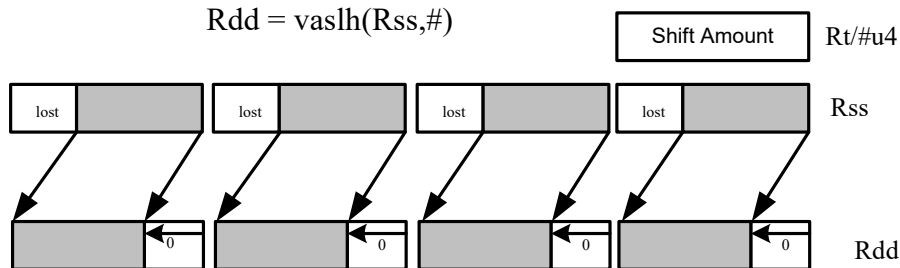 Rdd = vaslh(Rss,#)
Shift Amount Rt/#u4
lost lost lost lost Rss
0 0 0 0
Rdd